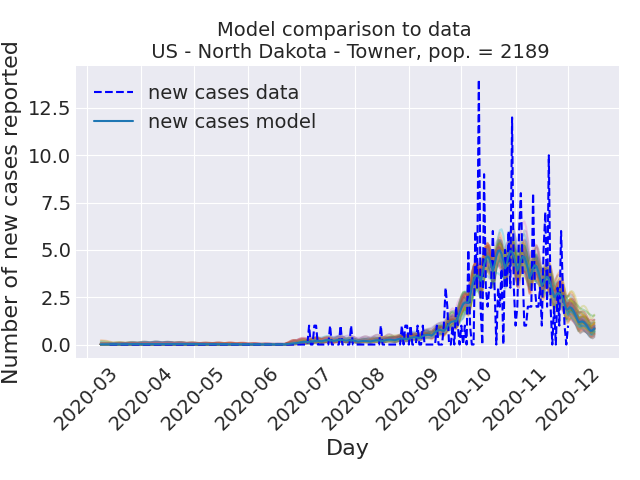 Model comparison to data
US - North Dakota - Towner, pop. = 2189
Number of new cases reported
12.5
10.0
7.5
5.0
2.5
0.0
new cases data
new cases model
2020-03
2020-04
2020-05
2020-06
2020-07
2020-08
2020-09
2020-10
2020-11
2020-12
Day